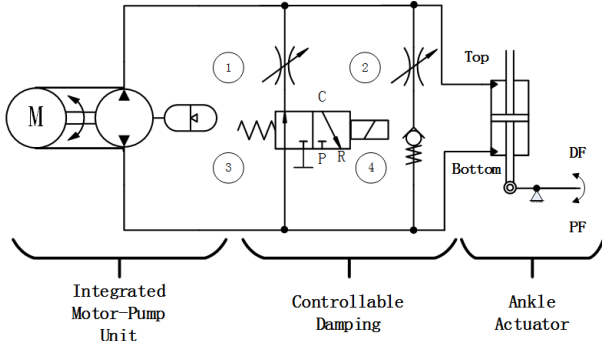 1
2
C
Top
M
3
P
R
4
Bottom
DF
PF
Integrated
Motor-Pump
Unit
Controllable
Damping
Ankle
Actuator